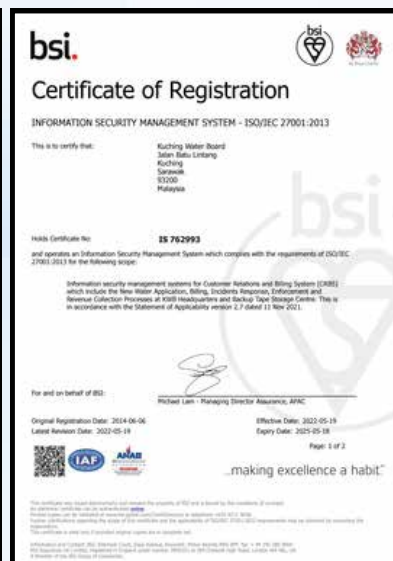 bsi.
Certificate of Registration
INFORMATION SECURITY MANAGEMENT SYSTEM - ISO/IEC 27001:2013
This is to certify that:
Kuching Water Board
Jalan Batu Lintang
Kuching
Sarawak
93200
Malaysia
Holds Certificate No:
IS 762993
and operates an Information Security Management System which complies with the requirements of ISO/IEC
27001:2013 for the following scope:
Information security management systems for Customer Relations and Billing System (CRBS)
which include the New Water Application, Billing, Incidents Response, Enforcement and
Revenue Collection Processes at KWB Headquarters and Backup Tape Storage Centre. This is
in accordance with the Statement of Applicability version 2.7 dated 11 Nov 2021.
For and on behalf of BSI:
Michael Lam - Managing Director Assurance, APAC
Original Registration Date: 2014-06-06
Effective Date: 2022-05-19
Latest Revision Date: 2022-05-19
Expiry Date: 2025-05-18
Page: 1 of 2
IAF
ANAB
...making excellence a habit.
bsi